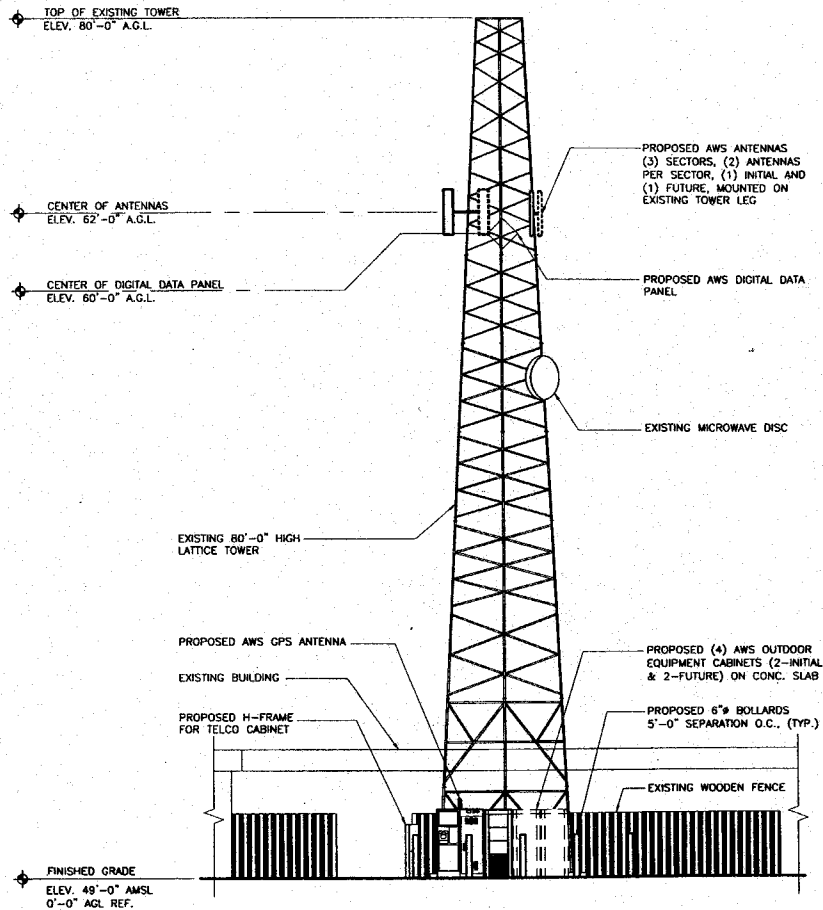 TOP OF EXISTING TOWER
ELEV. 80'-0" A.G.L.
PROPOSED AWS ANTENNAS
(3) SECTORS, (2) ANTENNAS
PER SECTOR, (1) INITIAL AND
(1) FUTURE, MOUNTED ON
EXISTING TOWER LEG
CENTER OF ANTENNAS
ELEV. 62'-0" A.G.L.
CENTER OF DIGITAL DATA PANEL
ELEV. 60'-0" A.G.L.
PROPOSED AWS DIGITAL DATA
PANEL
EXISTING MICROWAVE DISC
EXISTING 80'-0" HIGH
LATTICE TOWER
PROPOSED AWS GPS ANTENNA
EXISTING BUILDING
PROPOSED H-FRAME
FOR TELCO CABINET
PROPOSED (4) AWS OUTDOOR
EQUIPMENT CABINETS (2-INITIAL
& 2-FUTURE) ON CONC. SLAB
PROPOSED 6"ø BOLLARDS
5'-0" SEPARATION O.C., (TYP.)
EXISTING WOODEN FENCE
FINISHED GRADE
ELEV. 49'-0" AMSL
0'-0" AGL REF.